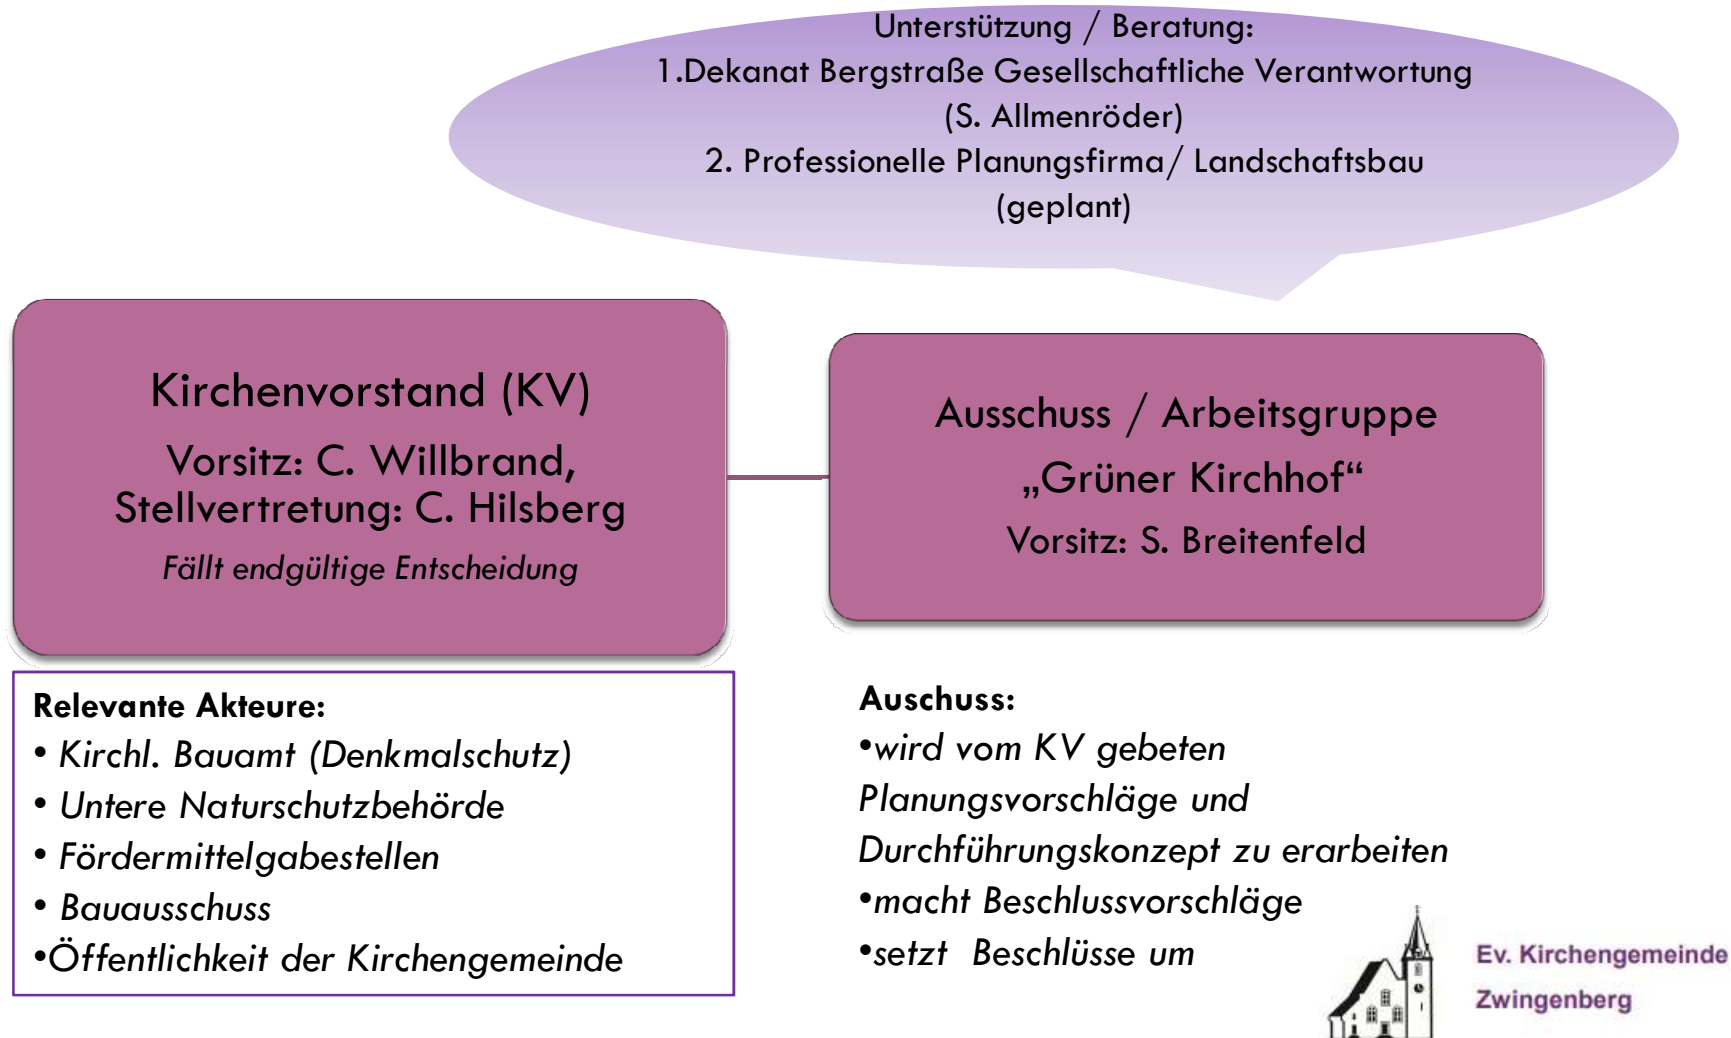 Unterstützung / Beratung:
1.Dekanat Bergstraße Gesellschaftliche Verantwortung
(S. Allmenröder)
2. Professionelle Planungsfirma/ Landschaftsbau
(geplant)
Kirchenvorstand (KV)
Vorsitz: C. Willbrand,
Stellvertretung: C. Hilsberg
Fällt endgültige Entscheidung
Ausschuss / Arbeitsgruppe
„Grüner Kirchhof“
Vorsitz: S. Breitenfeld
Relevante Akteure:
• Kirchl. Bauamt (Denkmalschutz)
• Untere Naturschutzbehörde
• Fördermittelgabestellen
• Bauausschuss
•Öffentlichkeit der Kirchengemeinde
Auschuss:
•wird vom KV gebeten
Planungsvorschläge und
Durchführungskonzept zu erarbeiten
•macht Beschlussvorschläge
•setzt  Beschlüsse um
Ev. Kirchengemeinde
Zwingenberg